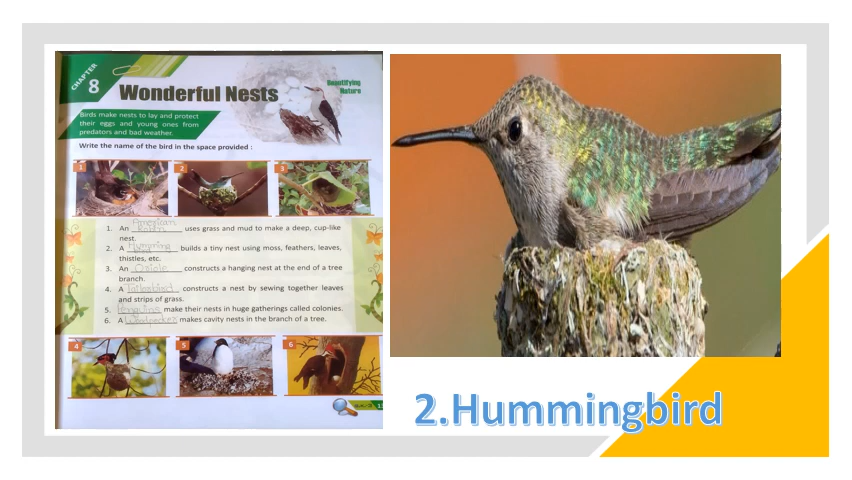 CHAPTER
8
Wonderful Nests
Beautifying
Nature
Birds make nests to lay and protect
their eggs and young ones from
predators and bad weather.
Write the name of the bird in the space provided :
1
2
3
American
1. An Robin uses grass and mud to make a deep, cup-like
nest.
2. A Humming bird builds a tiny nest using moss, feathers, leaves,
thistles, etc.
3. An Oriole constructs a hanging nest at the end of a tree
branch.
4. A Tailorbird constructs a nest by sewing together leaves
and strips of grass.
5. Penguins make their nests in huge gatherings called colonies.
6. A Woodpecker makes cavity nests in the branch of a tree.
4
5
6
2.Hummingbird